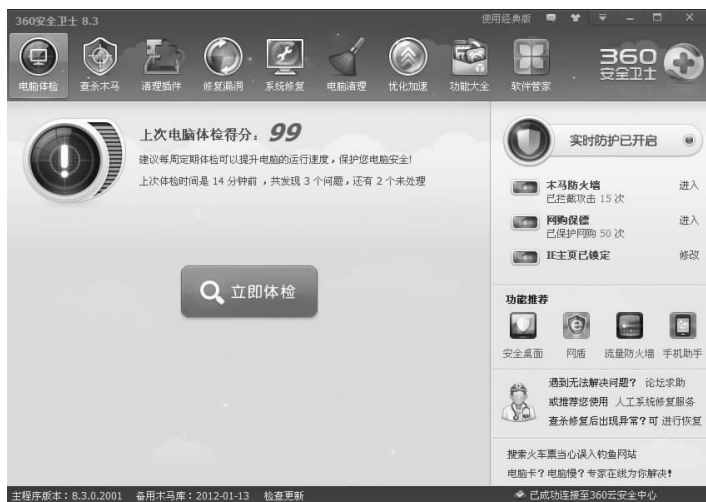 360安全卫士 8.3
使用经典版
电脑体检 查杀木马 清理插件 修复漏洞 系统修复 电脑清理 优化加速 功能大全 软件管家
360
安全卫士
上次电脑体检得分：99
建议每周定期体检可以提升电脑的运行速度，保护您电脑安全!
上次体检时间是 14 分钟前 ，共发现 3 个问题，还有 2 个未处理
立即体检
实时防护已开启
木马防火墙 进入
已拦截攻击 15 次
网购保镖 进入
已保护网购 50 次
IE主页已锁定 修改
功能推荐
安全桌面 网盾 流量防火墙 手机助手
遇到无法解决问题？ 论坛求助
或推荐您使用 人工系统修复服务
查杀修复后出现异常？可 进行恢复
搜索火车票当心误入钓鱼网站
电脑卡？电脑慢？专家在线为你解决!
主程序版本：8.3.0.2001 备用木马库：2012-01-13 检查更新
已成功连接至360云安全中心